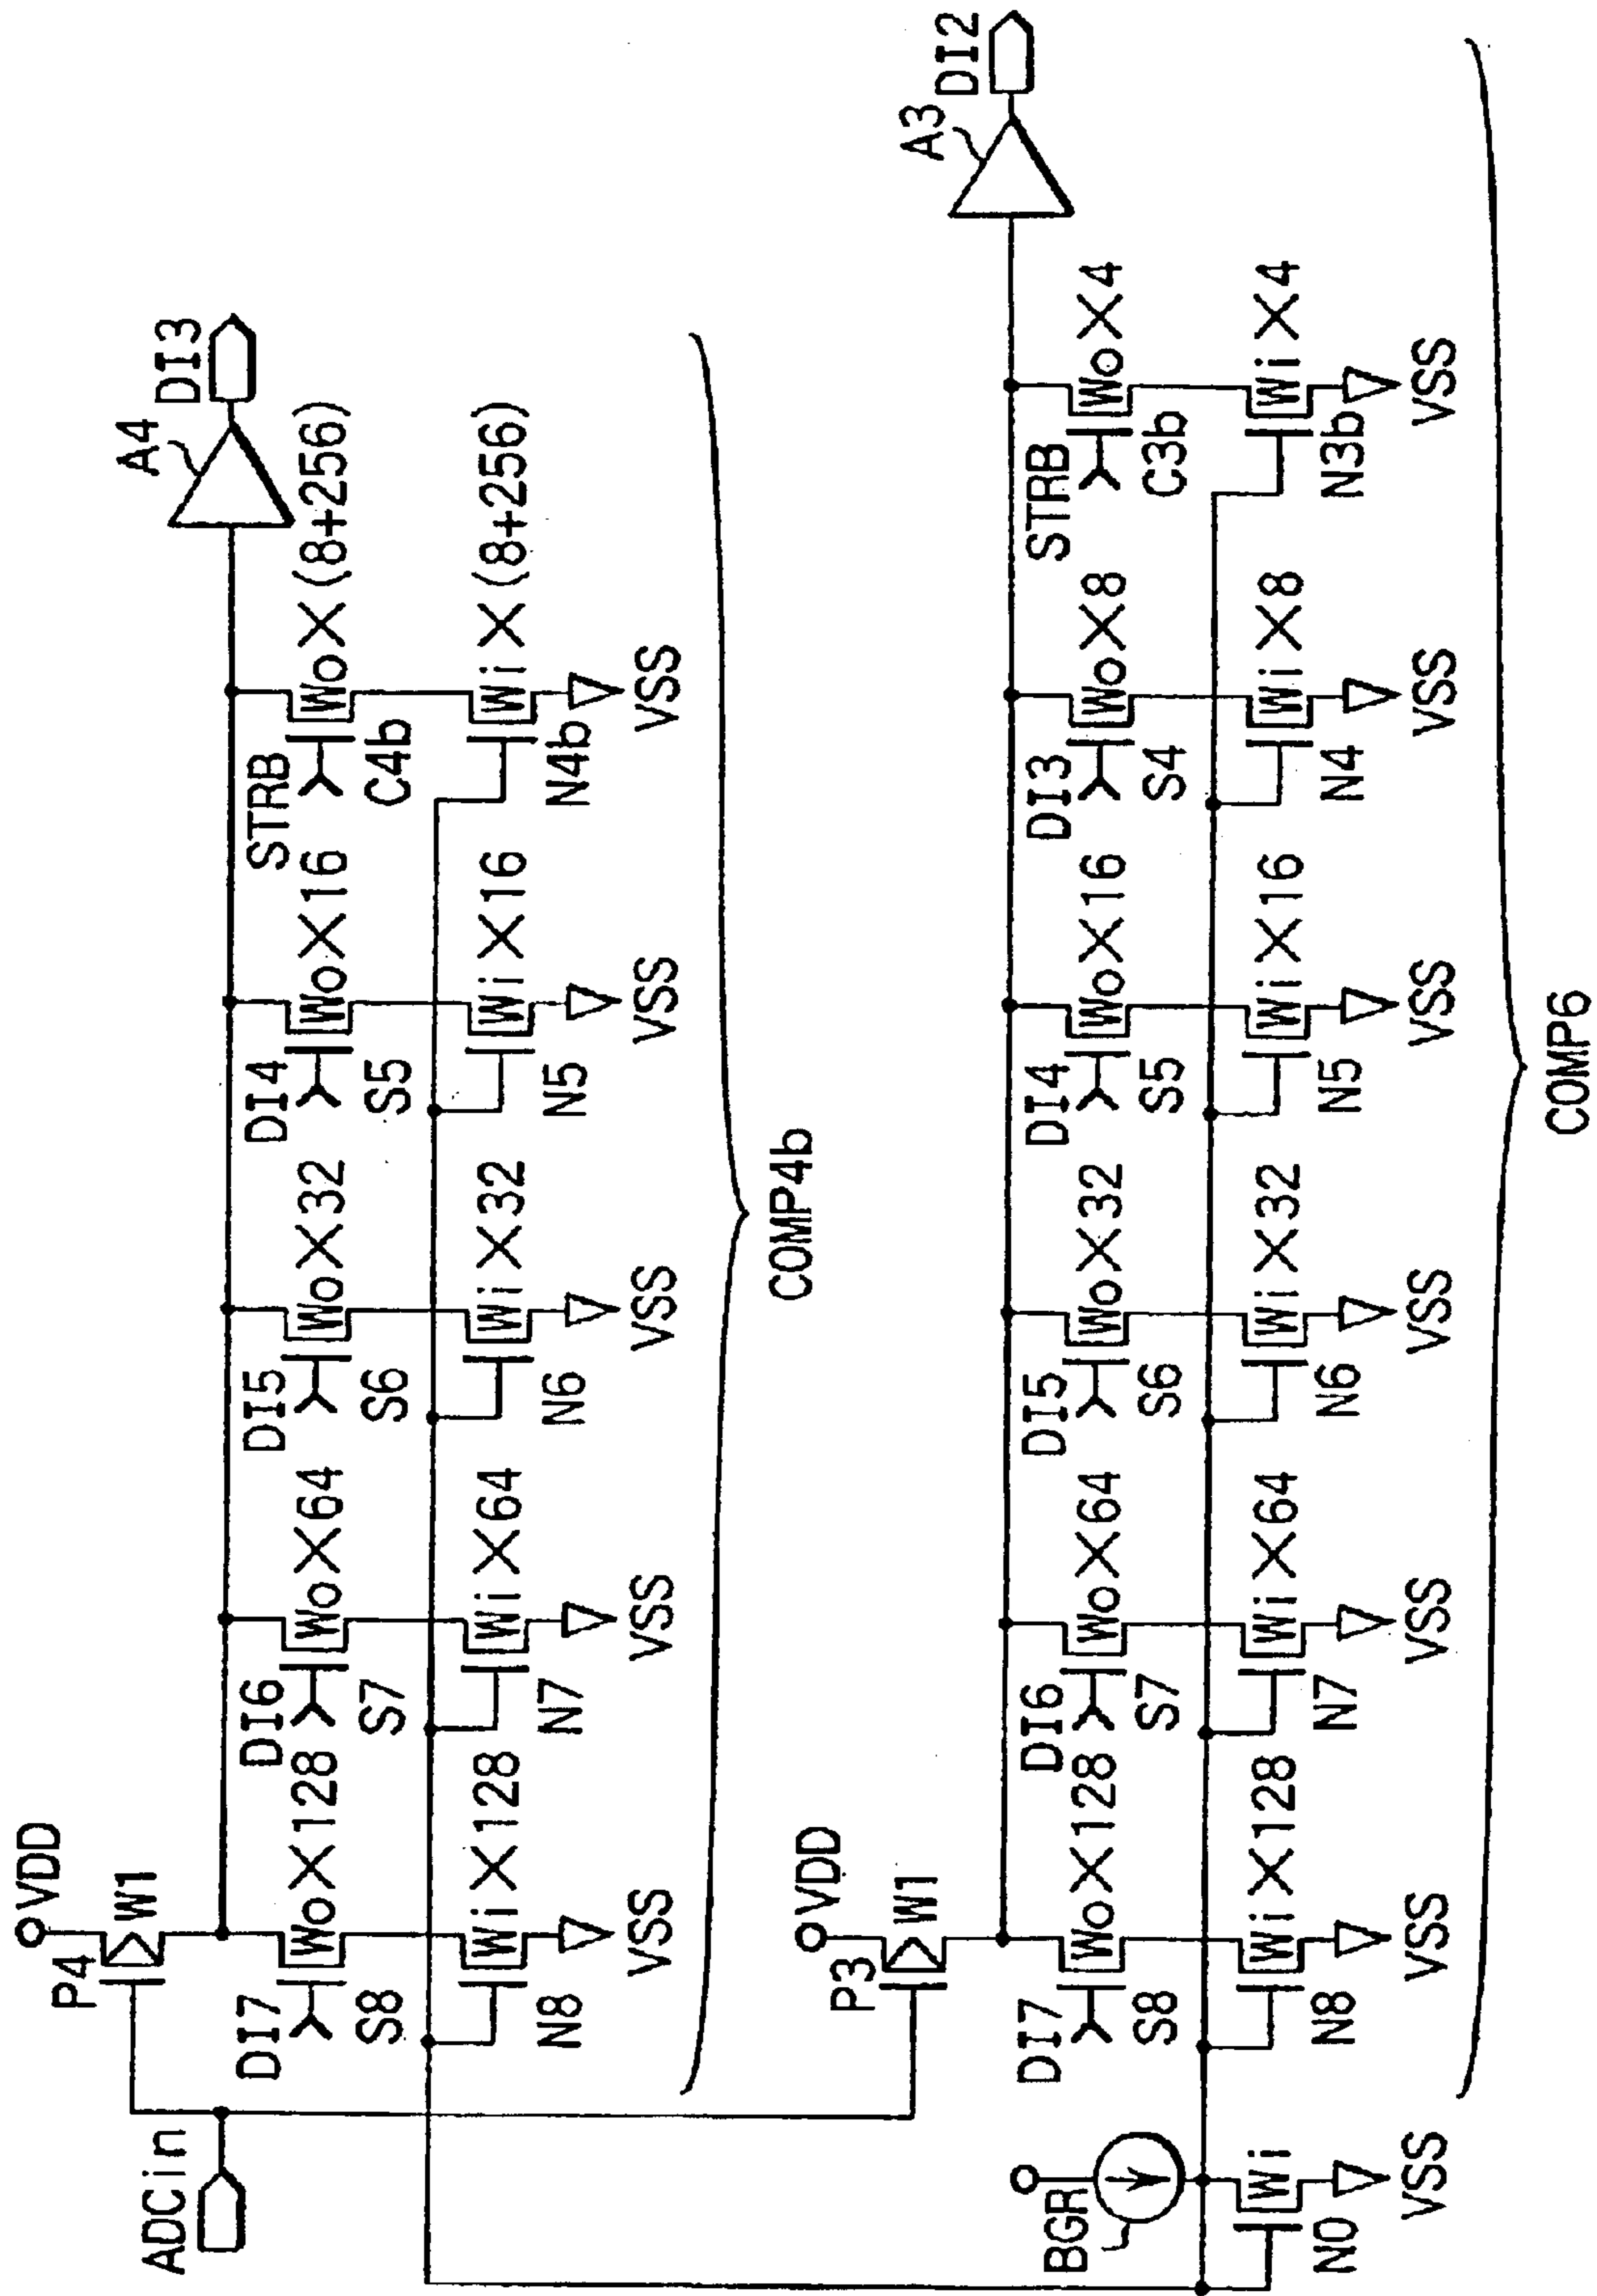 ADCin
P4
VDD
W1
DI7
Wo×128
S8
Wi×128
N8
VSS
DI6
Wo×64
S7
Wi×64
N7
VSS
DI5
Wo×32
S6
Wi×32
N6
VSS
DI4
Wo×16
S5
Wi×16
N5
VSS
STRB
Wo×(8+256)
C4b
Wi×(8+256)
N4b
VSS
A4
DI3
COMP4b
BGR
Wi
N0
VSS
P3
VDD
W1
DI7
Wo×128
S8
Wi×128
N8
VSS
DI6
Wo×64
S7
Wi×64
N7
VSS
DI5
Wo×32
S6
Wi×32
N6
VSS
DI4
Wo×16
S5
Wi×16
N5
VSS
DI3
Wo×8
S4
Wi×8
N4
VSS
STRB
Wo×4
C3b
Wi×4
N3b
VSS
A3
DI2
COMP6